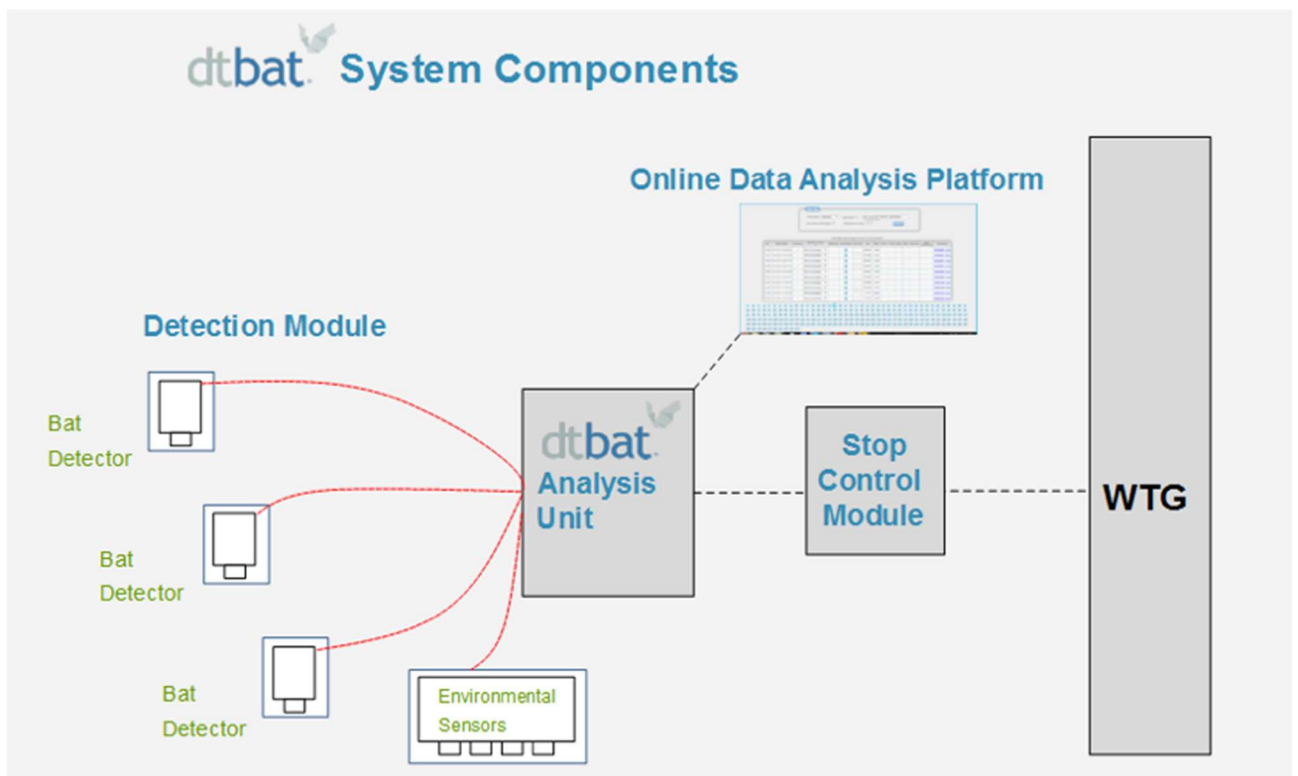 dtbat. System Components
Online Data Analysis Platform
Detection Module
Bat
Detector
Bat
Detector
Bat
Detector
Environmental
Sensors
dtbat.
Analysis
Unit
Stop
Control
Module
WTG